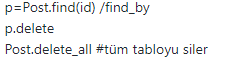 p=Post.find(id) /find_by
p.delete
Post.delete_all #tüm tabloyu siler